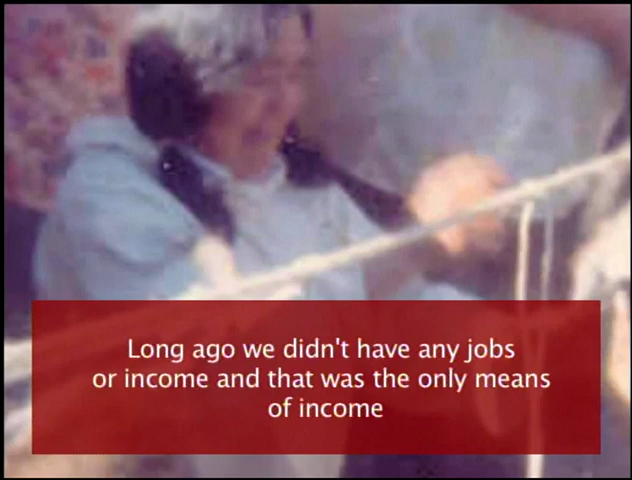 Long ago we didn't have any jobs
or income and that was the only means
of income